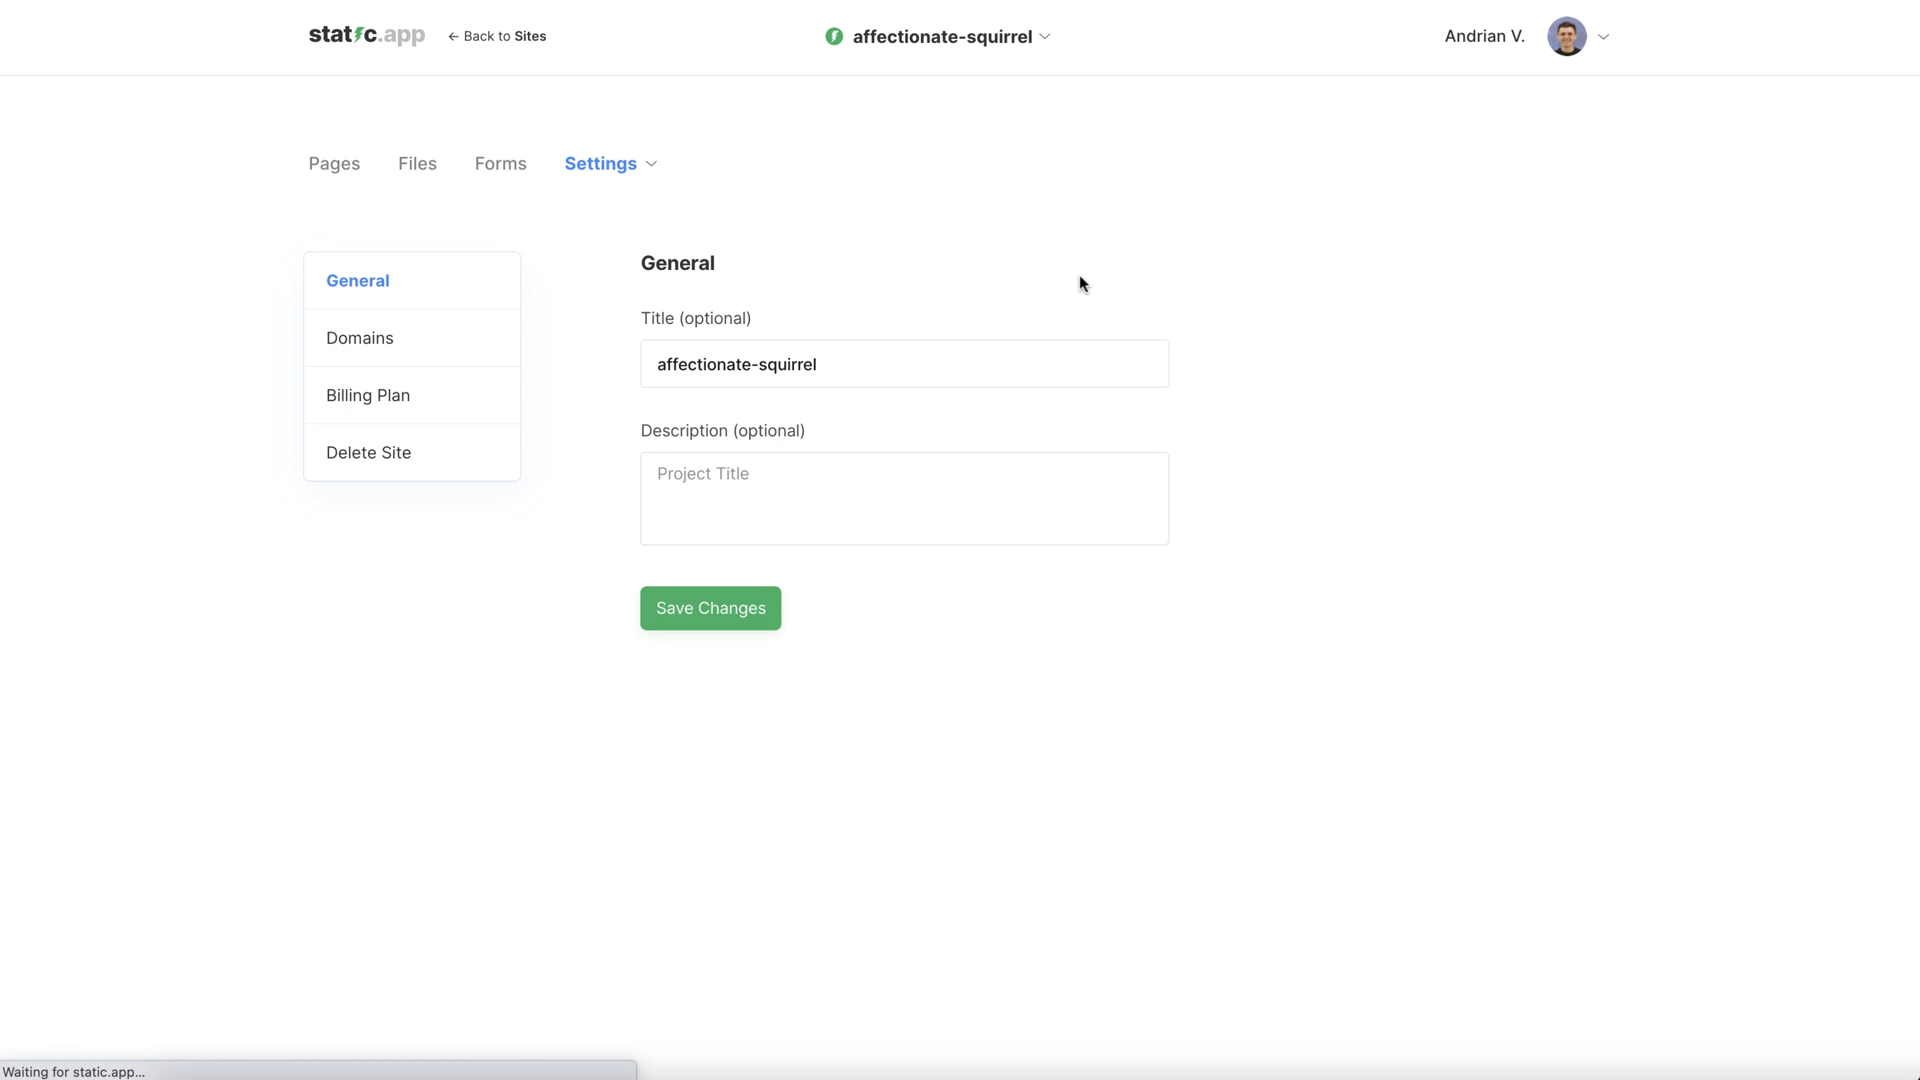 static.app
← Back to Sites
affectionate-squirrel
Andrian V.
Pages
Files
Forms
Settings
General
Domains
Billing Plan
Delete Site
General
Title (optional)
affectionate-squirrel
Description (optional)
Project Title
Save Changes
Waiting for static.app...